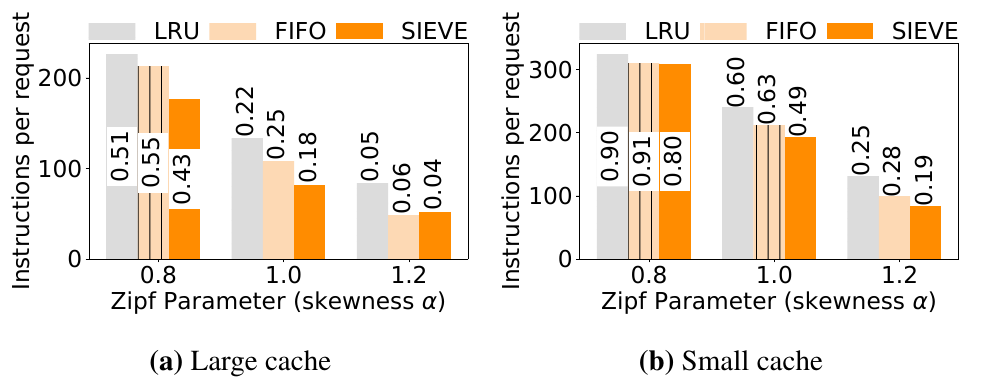 LRU FIFO SIEVE
Instructions per request
200
100
0
0.51
0.55
0.43
0.22
0.25
0.18
0.05
0.06
0.04
0.8 1.0 1.2
Zipf Parameter (skewness α)
(a) Large cache
LRU FIFO SIEVE
Instructions per request
300
200
100
0
0.90
0.91
0.80
0.60
0.63
0.49
0.25
0.28
0.19
0.8 1.0 1.2
Zipf Parameter (skewness α)
(b) Small cache